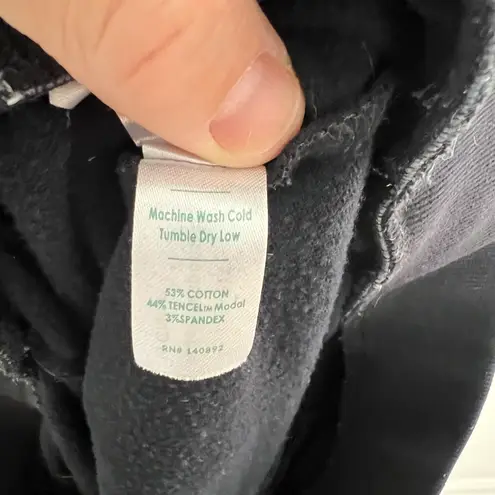 Machine Wash Cold
Tumble Dry Low
53% COTTON
44% TENCEL™ Modal
3%SPANDEX
RN# 140892